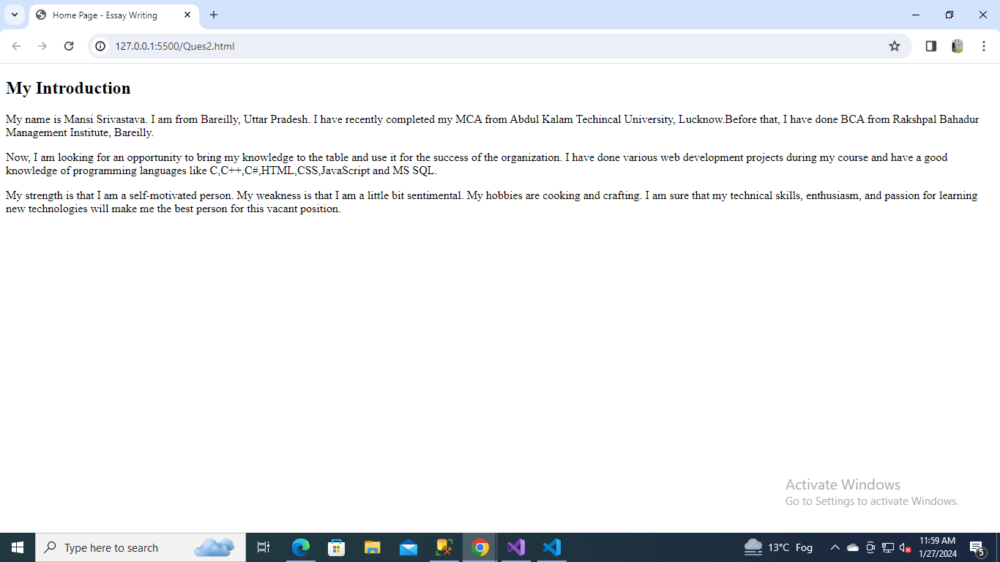 Home Page - Essay Writing
127.0.0.1:5500/Ques2.html
My Introduction
My name is Mansi Srivastava. I am from Bareilly, Uttar Pradesh. I have recently completed my MCA from Abdul Kalam Techincal University, Lucknow.Before that, I have done BCA from Rakshpal Bahadur
Management Institute, Bareilly.
Now, I am looking for an opportunity to bring my knowledge to the table and use it for the success of the organization. I have done various web development projects during my course and have a good
knowledge of programming languages like C,C++,C#,HTML,CSS,JavaScript and MS SQL.
My strength is that I am a self-motivated person. My weakness is that I am a little bit sentimental. My hobbies are cooking and crafting. I am sure that my technical skills, enthusiasm, and passion for learning
new technologies will make me the best person for this vacant position.
Activate Windows
Go to Settings to activate Windows.
Type here to search
13°C Fog
11:59 AM
1/27/2024
5